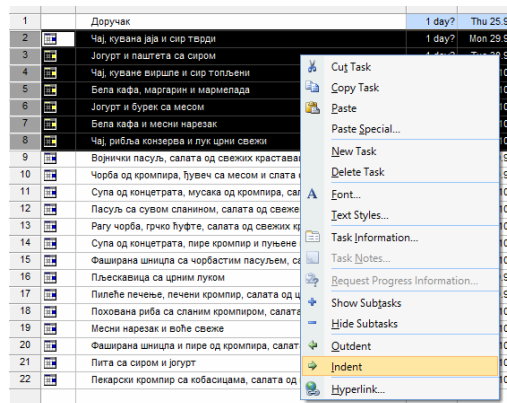 1 Доручак 1 day? Thu 25.9
2 Чај, кувана јаја и сир тврди 1 day? Mon 29.9
3 Јогурт и паштета са сиром
4 Чај, куване виршле и сир топљени
5 Бела кафа, маргарин и мармелада
6 Јогурт и бурек са месом
7 Бела кафа и месни нарезак
8 Чај, рибља конзерва и лук црни свежи
9 Војнички пасуљ, салата од свежих краставац
10 Чорба од кромпира, ђувеч са месом и слата
11 Супа од концетрата, мусака од кромпира, сал
12 Пасуљ са сувом сланином, салата од свеже
13 Рагу чорба, грчко ћуфте, салата од свежих кр
14 Супа од концетрата, пире кромпир и пуњене
15 Фаширана шницла са чорбастим пасуљем, са
16 Пљескавица са црним луком
17 Пилеће печење, печени кромпир, салата од ц
18 Похована риба са сланим кромпиром, салата
19 Месни нарезак и воће свеже
20 Фаширана шницла и пире од кромпира, салат
21 Пита са сиром и јогурт
22 Пекарски кромпир са кобасицама, салата од
Cut Task
Copy Task
Paste
Paste Special...
New Task
Delete Task
Font...
Text Styles...
Task Information...
Task Notes...
Request Progress Information...
Show Subtasks
Hide Subtasks
Outdent
Indent
Hyperlink...